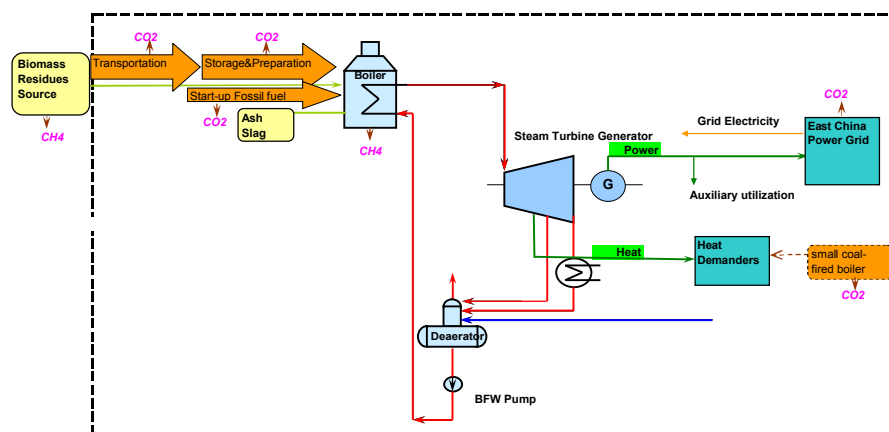 CO2
CO2
Biomass
Residues
Source
Transportation
Storage&Preparation
Boiler
Start-up Fossil fuel
CO2
CH4
Ash
Slag
CH4
CO2
Grid Electricity
East China
Power Grid
Steam Turbine Generator
Power
G
Auxiliary utilization
Heat
Heat
Demanders
small coal-
fired boiler
CO2
Deaerator
BFW Pump